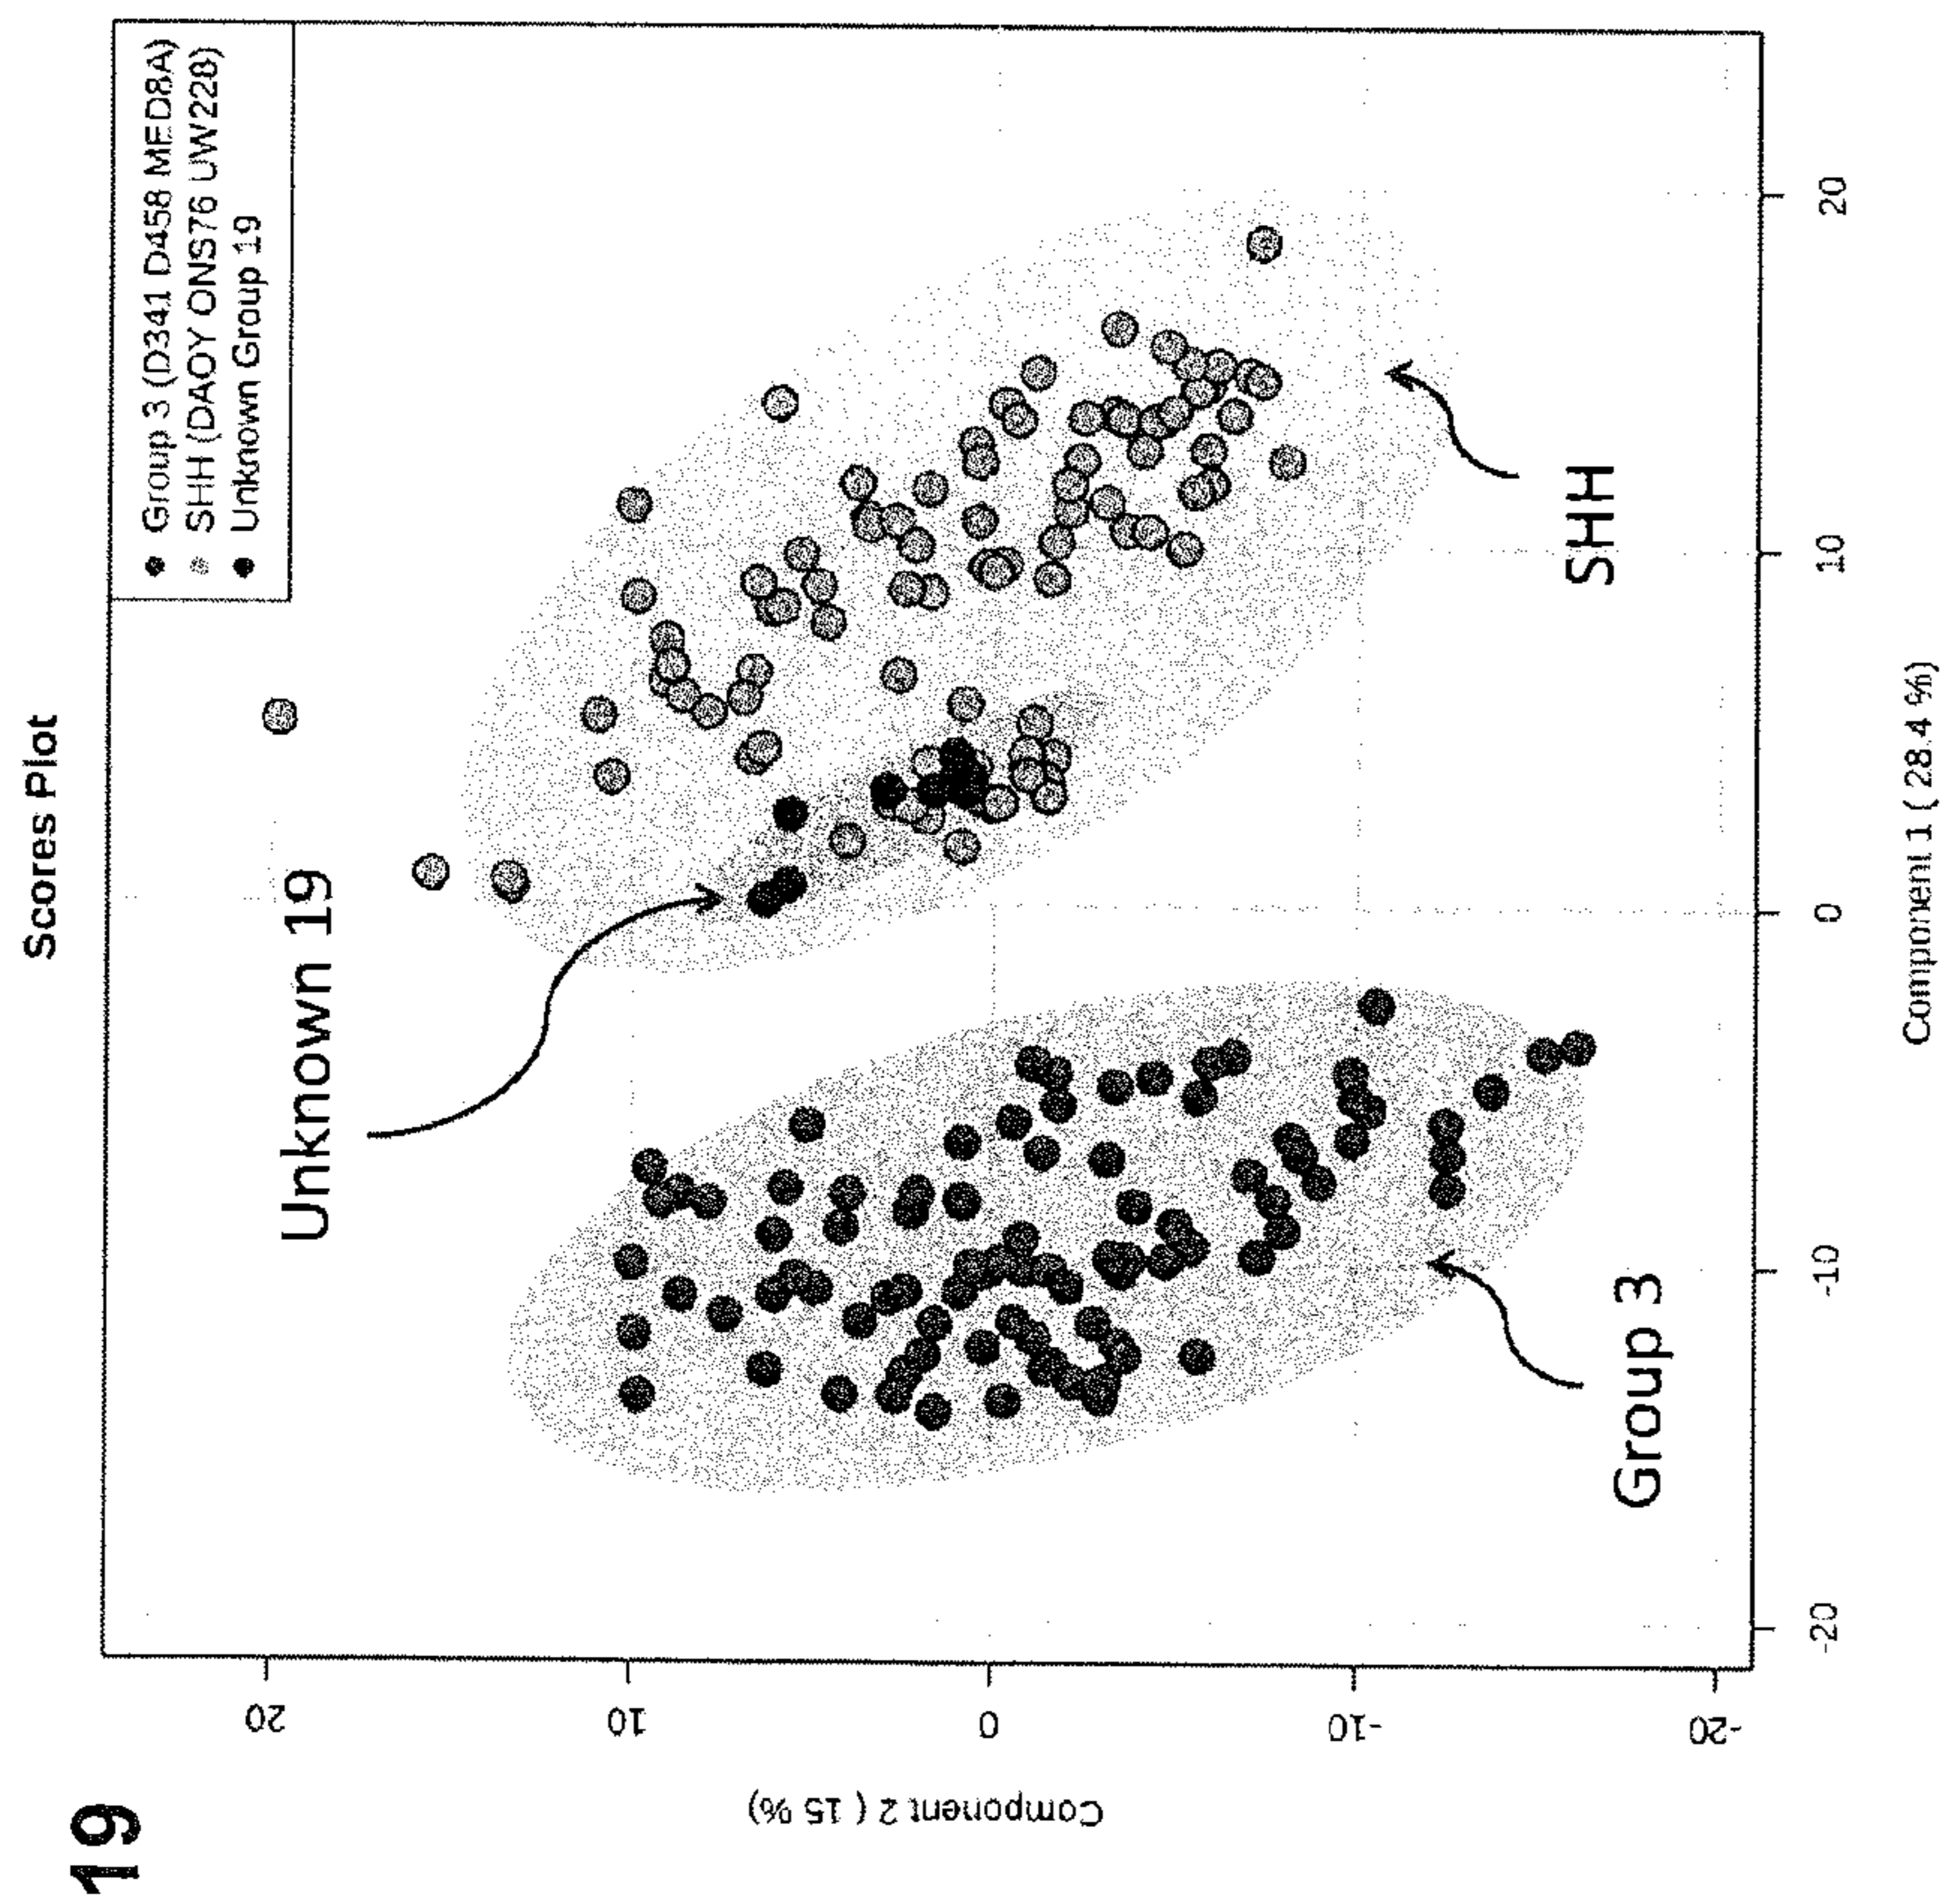 19
Scores Plot
Group 3 (D341 D458 MED8A)
SHH (DAOY ONS76 UW228)
Unknown Group 19
Unknown 19
SHH
Group 3
Component 2 ( 15 %)
20
10
0
-10
-20
-20
-10
0
10
20
Component 1 ( 28.4 %)